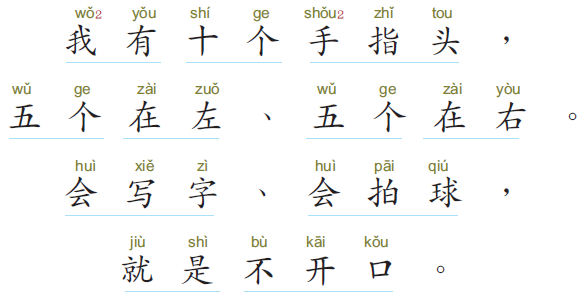 wǒ2 yǒu shí ge shǒu2 zhǐ tou
我有十个手指头，
wǔ ge zài zuǒ wǔ ge zài yòu
五个在左、五个在右。
huì xiě zì huì pāi qiú
会写字、会拍球，
jiù shì bù kāi kǒu
就是不开口。